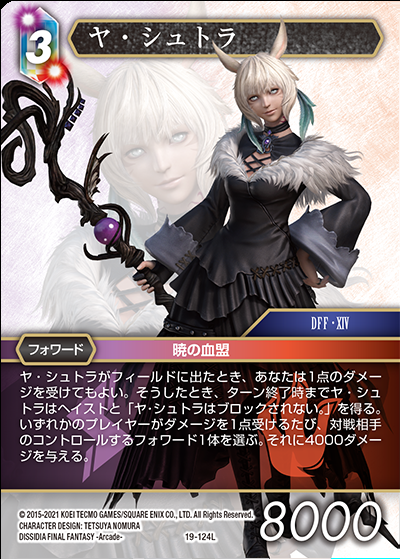 3
ヤ・シュトラ
DFF・XIV
フォワード
暁の血盟
ヤ・シュトラがフィールドに出たとき、あなたは1点のダメ
ージを受けてもよい。そうしたとき、ターン終了時までヤ・シュ
トラはヘイストと「ヤ・シュトラはブロックされない。」を得る。
いずれかのプレイヤーがダメージを1点受けるたび、対戦相手
のコントロールするフォワード1体を選ぶ。それに4000ダメー
ジを与える。
© 2015-2021 KOEI TECMO GAMES/SQUARE ENIX CO., LTD. All Rights Reserved.
CHARACTER DESIGN: TETSUYA NOMURA
DISSIDIA FINAL FANTASY -Arcade-
19-124L
8000